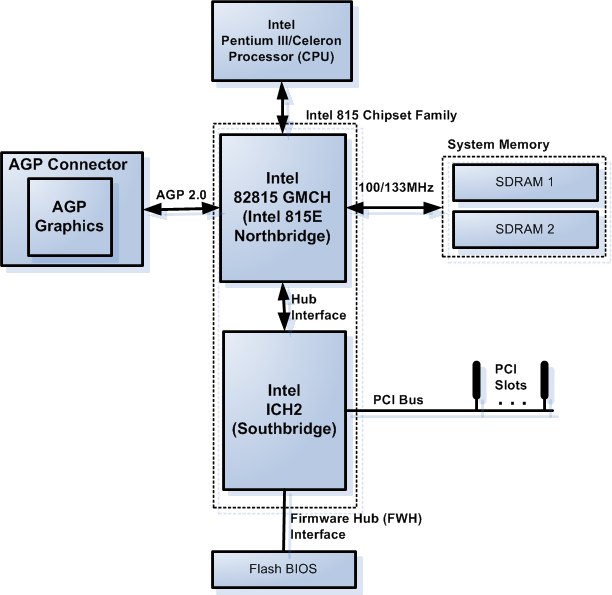 Intel
Pentium III/Celeron
Processor (CPU)
Intel 815 Chipset Family
System Memory
AGP Connector
AGP
Graphics
AGP 2.0
Intel
82815 GMCH
(Intel 815E
Northbridge)
100/133MHz
SDRAM 1
SDRAM 2
Hub
Interface
Intel
ICH2
(Southbridge)
PCI Bus
PCI
Slots
. . .
Firmware Hub (FWH)
Interface
Flash BIOS